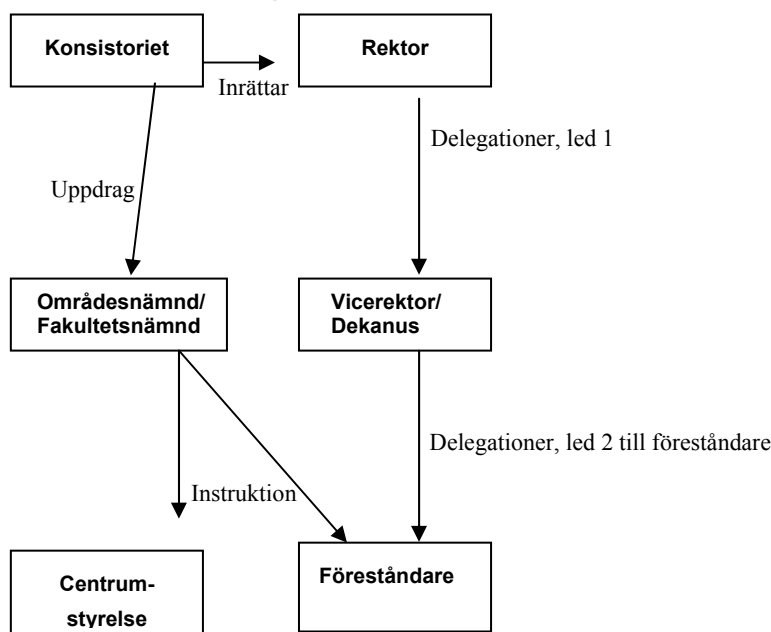 Konsistoriet
Rektor
Inrättar
Delegationer, led 1
Uppdrag
Områdesnämnd/
Fakultetsnämnd
Vicerektor/
Dekanus
Delegationer, led 2 till föreståndare
Instruktion
Centrum-
styrelse
Föreståndare